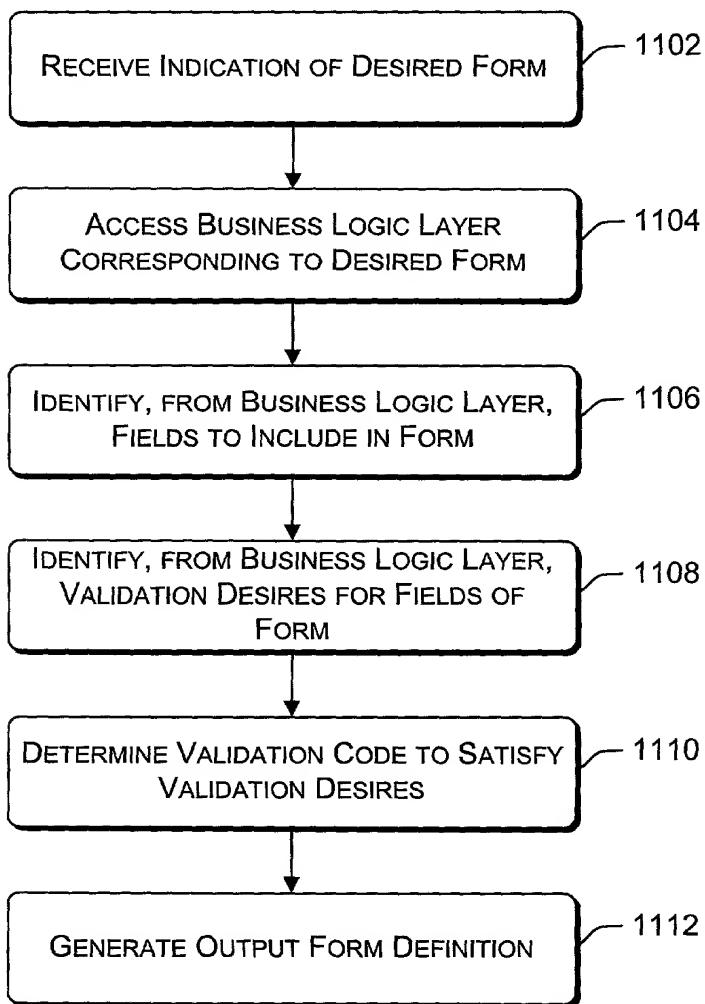 RECEIVE INDICATION OF DESIRED FORM
1102
ACCESS BUSINESS LOGIC LAYER
CORRESPONDING TO DESIRED FORM
1104
IDENTIFY, FROM BUSINESS LOGIC LAYER,
FIELDS TO INCLUDE IN FORM
1106
IDENTIFY, FROM BUSINESS LOGIC LAYER,
VALIDATION DESIRES FOR FIELDS OF
FORM
1108
DETERMINE VALIDATION CODE TO SATISFY
VALIDATION DESIRES
1110
GENERATE OUTPUT FORM DEFINITION
1112